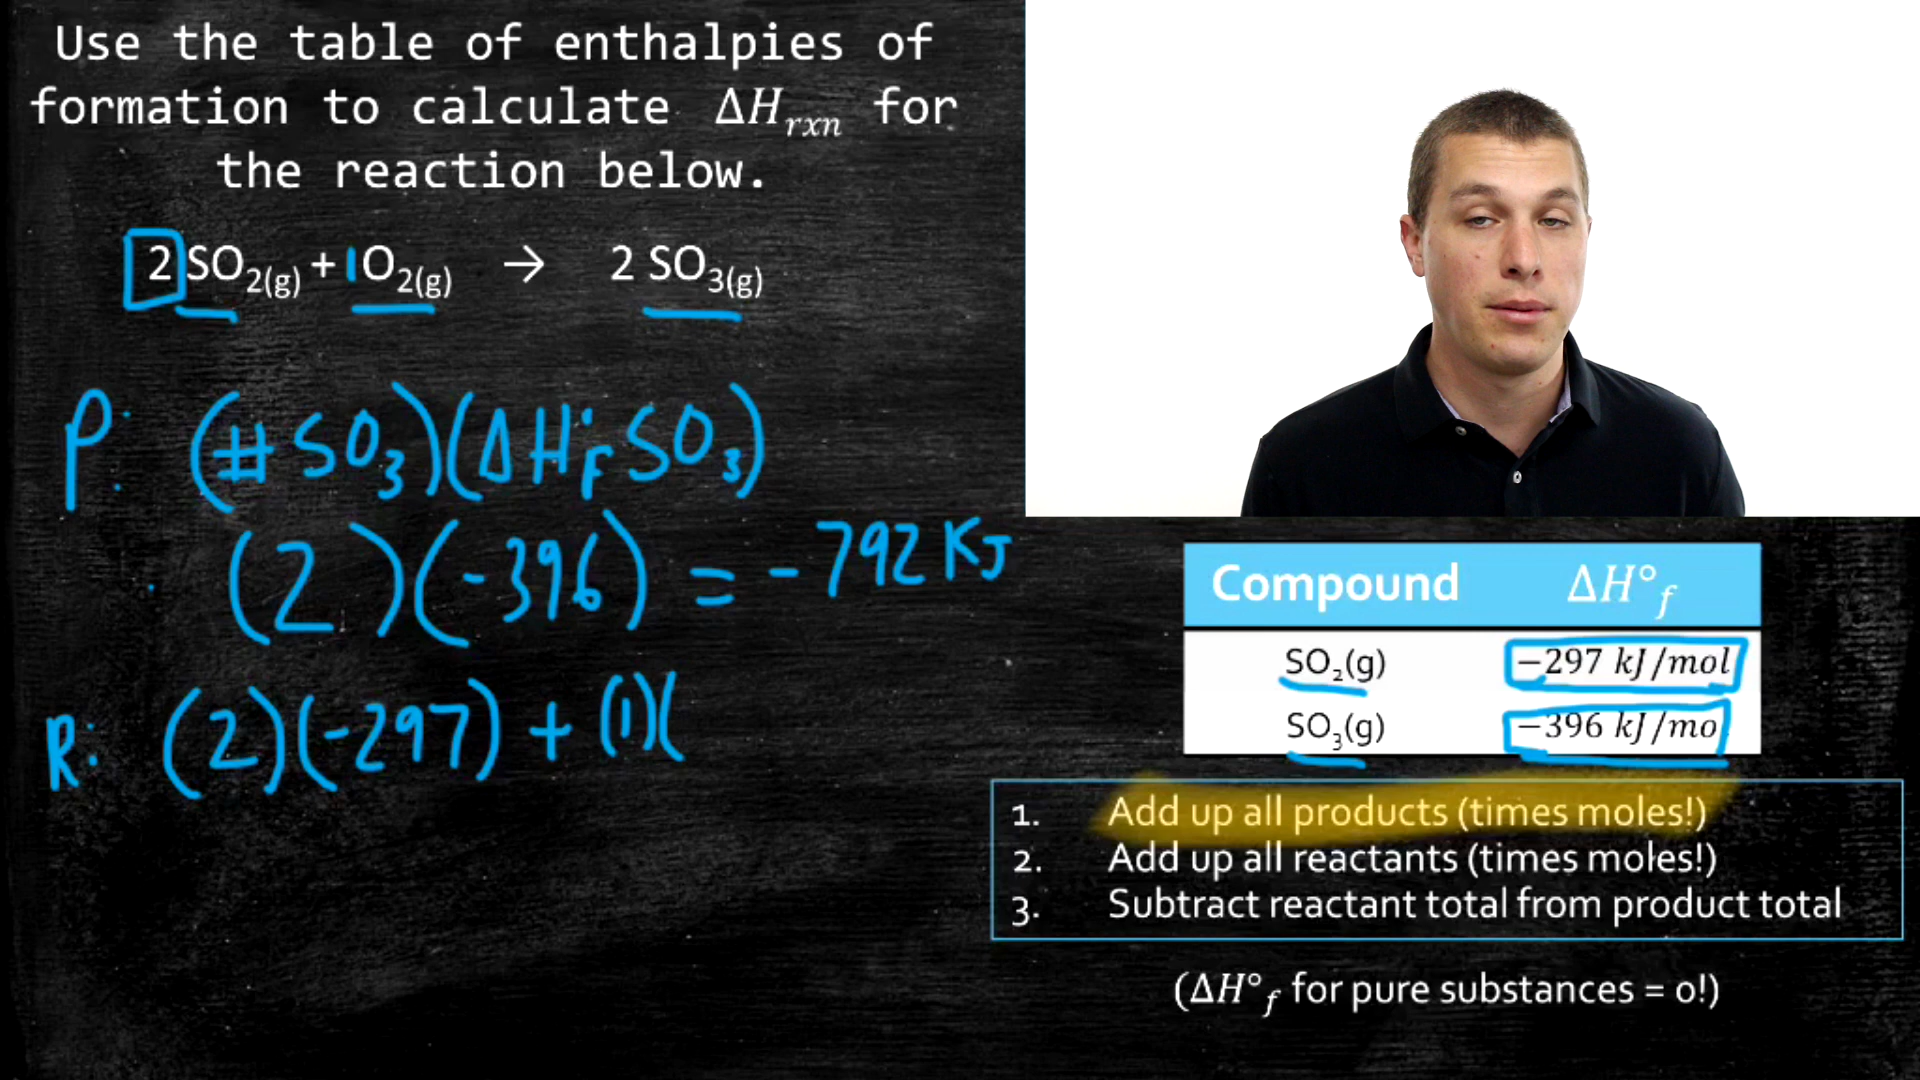 Use the table of enthalpies of
formation to calculate ΔH_rxn for
the reaction below.
2 SO₂(g) + 1 O₂(g) → 2 SO₃(g)
P: (# SO₃)(ΔH°F SO₃)
(2)(-396) = -792 KJ
R: (2)(-297) + (1)(
Compound ΔH°f
SO₂(g) −297 kJ/mol
SO₃(g) −396 kJ/mo
1. Add up all products (times moles!)
2. Add up all reactants (times moles!)
3. Subtract reactant total from product total
(ΔH°f for pure substances = 0!)